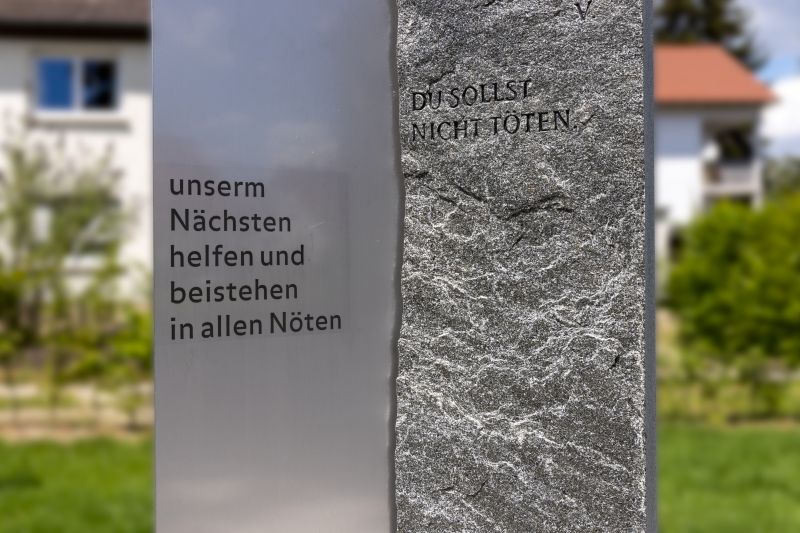 unserm
Nächsten
helfen und
beistehen
in allen Nöten
V
DU SOLLST
NICHT TÖTEN.